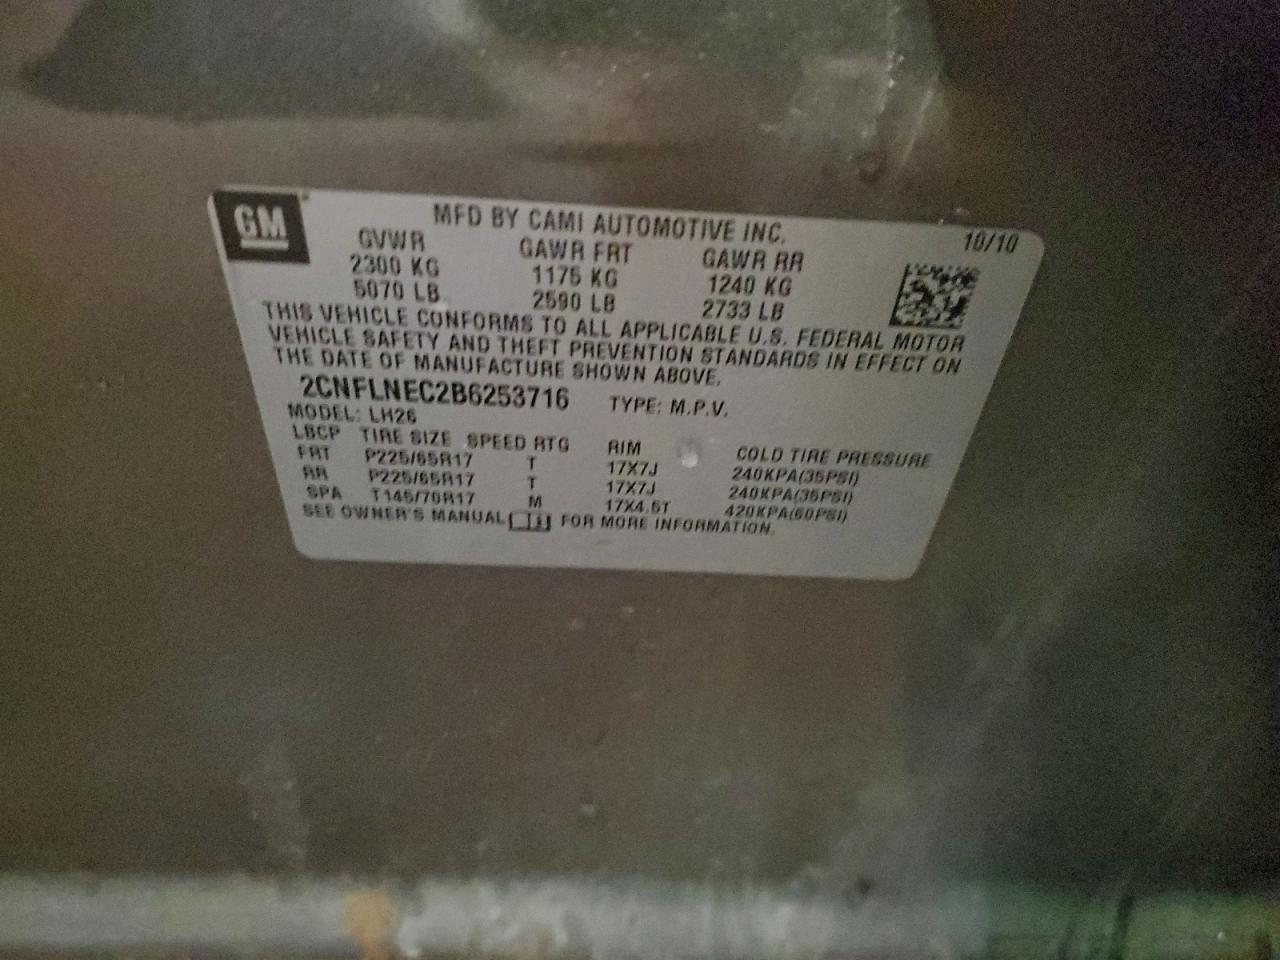 GM
MFD BY CAMI AUTOMOTIVE INC.
10/10
GVWR GAWR FRT GAWR RR
2300 KG 1175 KG 1240 KG
5070 LB 2590 LB 2733 LB
THIS VEHICLE CONFORMS TO ALL APPLICABLE U.S. FEDERAL MOTOR
VEHICLE SAFETY AND THEFT PREVENTION STANDARDS IN EFFECT ON
THE DATE OF MANUFACTURE SHOWN ABOVE.
2CNFLNEC2B6253716 TYPE: M.P.V.
MODEL: LH26
LBCP TIRE SIZE SPEED RTG RIM COLD TIRE PRESSURE
FRT P225/65R17 T 17X7J 240KPA(35PSI)
RR P225/65R17 T 17X7J 240KPA(35PSI)
SPA T145/70R17 M 17X4.5T 420KPA(60PSI)
SEE OWNER'S MANUAL FOR MORE INFORMATION.